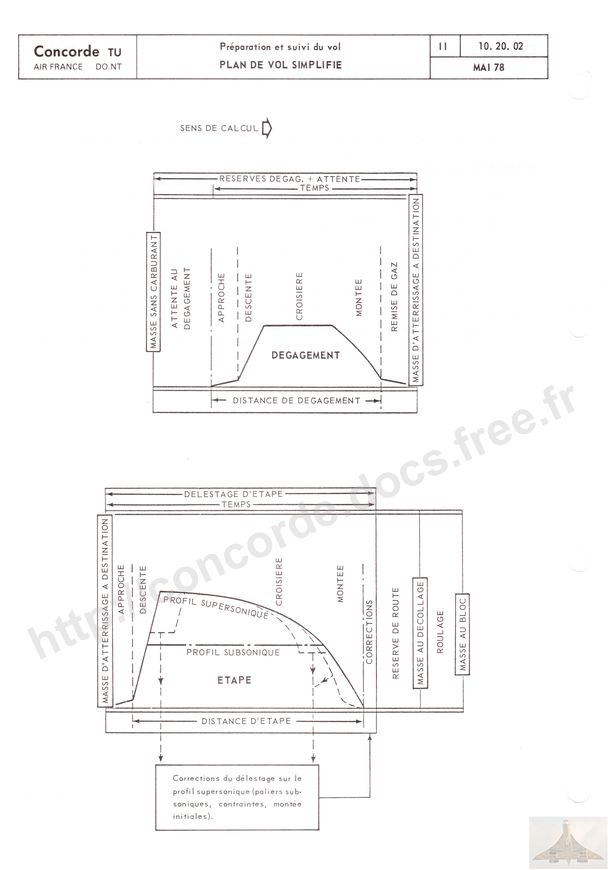 Concorde TU
AIR FRANCE DO.NT
Préparation et suivi du vol
PLAN DE VOL SIMPLIFIE
II
10. 20. 02
MAI 78
SENS DE CALCUL
RESERVES DEGAG. + ATTENTE
TEMPS
MASSE SANS CARBURANT
ATTENTE AU
DEGAGEMENT
APPROCHE
DESCENTE
CROISIERE
MONTEE
REMISE DE GAZ
MASSE D'ATTERRISSAGE A DESTINATION
DEGAGEMENT
DISTANCE DE DEGAGEMENT
DELESTAGE D'ETAPE
TEMPS
MASSE D'ATTERRISSAGE A DESTINATION
APPROCHE
DESCENTE
CROISIERE
MONTEE
CORRECTIONS
RESERVE DE ROUTE
MASSE AU DECOLLAGE
ROULAGE
MASSE AU BLOC
PROFIL SUPERSONIQUE
PROFIL SUBSONIQUE
ETAPE
DISTANCE D'ETAPE
Corrections du délestage sur le
profil supersonique (paliers sub-
soniques, contraintes, montée
initiales).
http://concorde.docs.free.fr